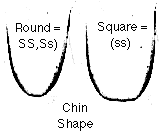 Round =
SS,Ss)
Square =
(ss)
Chin
Shape